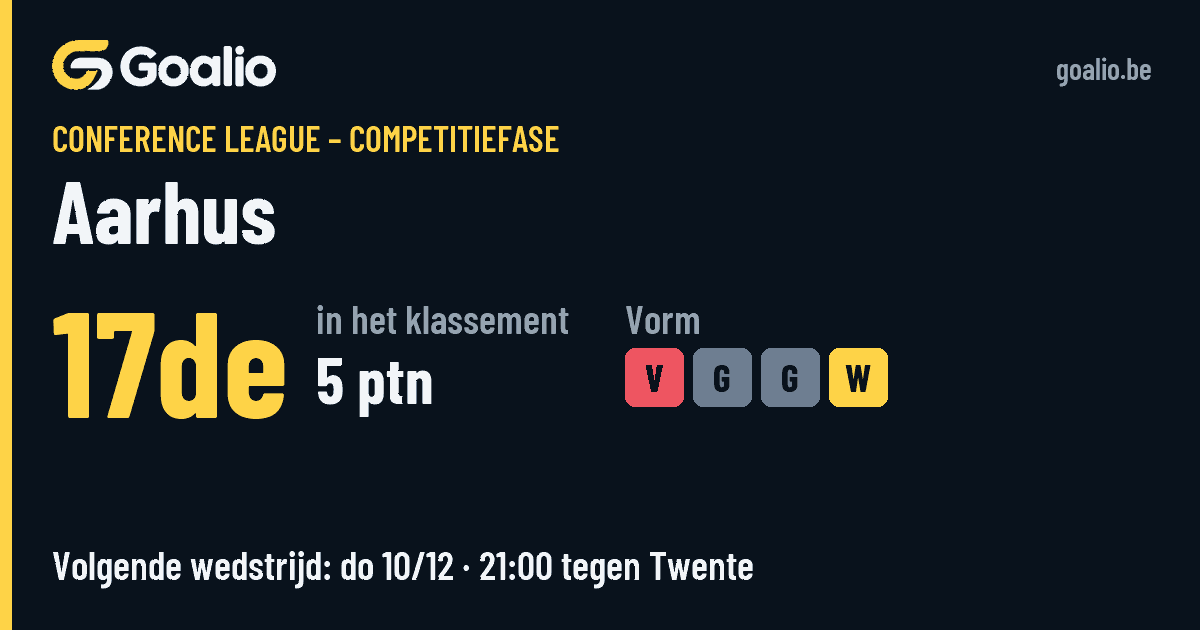 Goalio
goalio.be
CONFERENCE LEAGUE – COMPETITIEFASE
Aarhus
17de
in het klassement
5 ptn
Vorm
V G G W
Volgende wedstrijd: do 10/12 · 21:00 tegen Twente